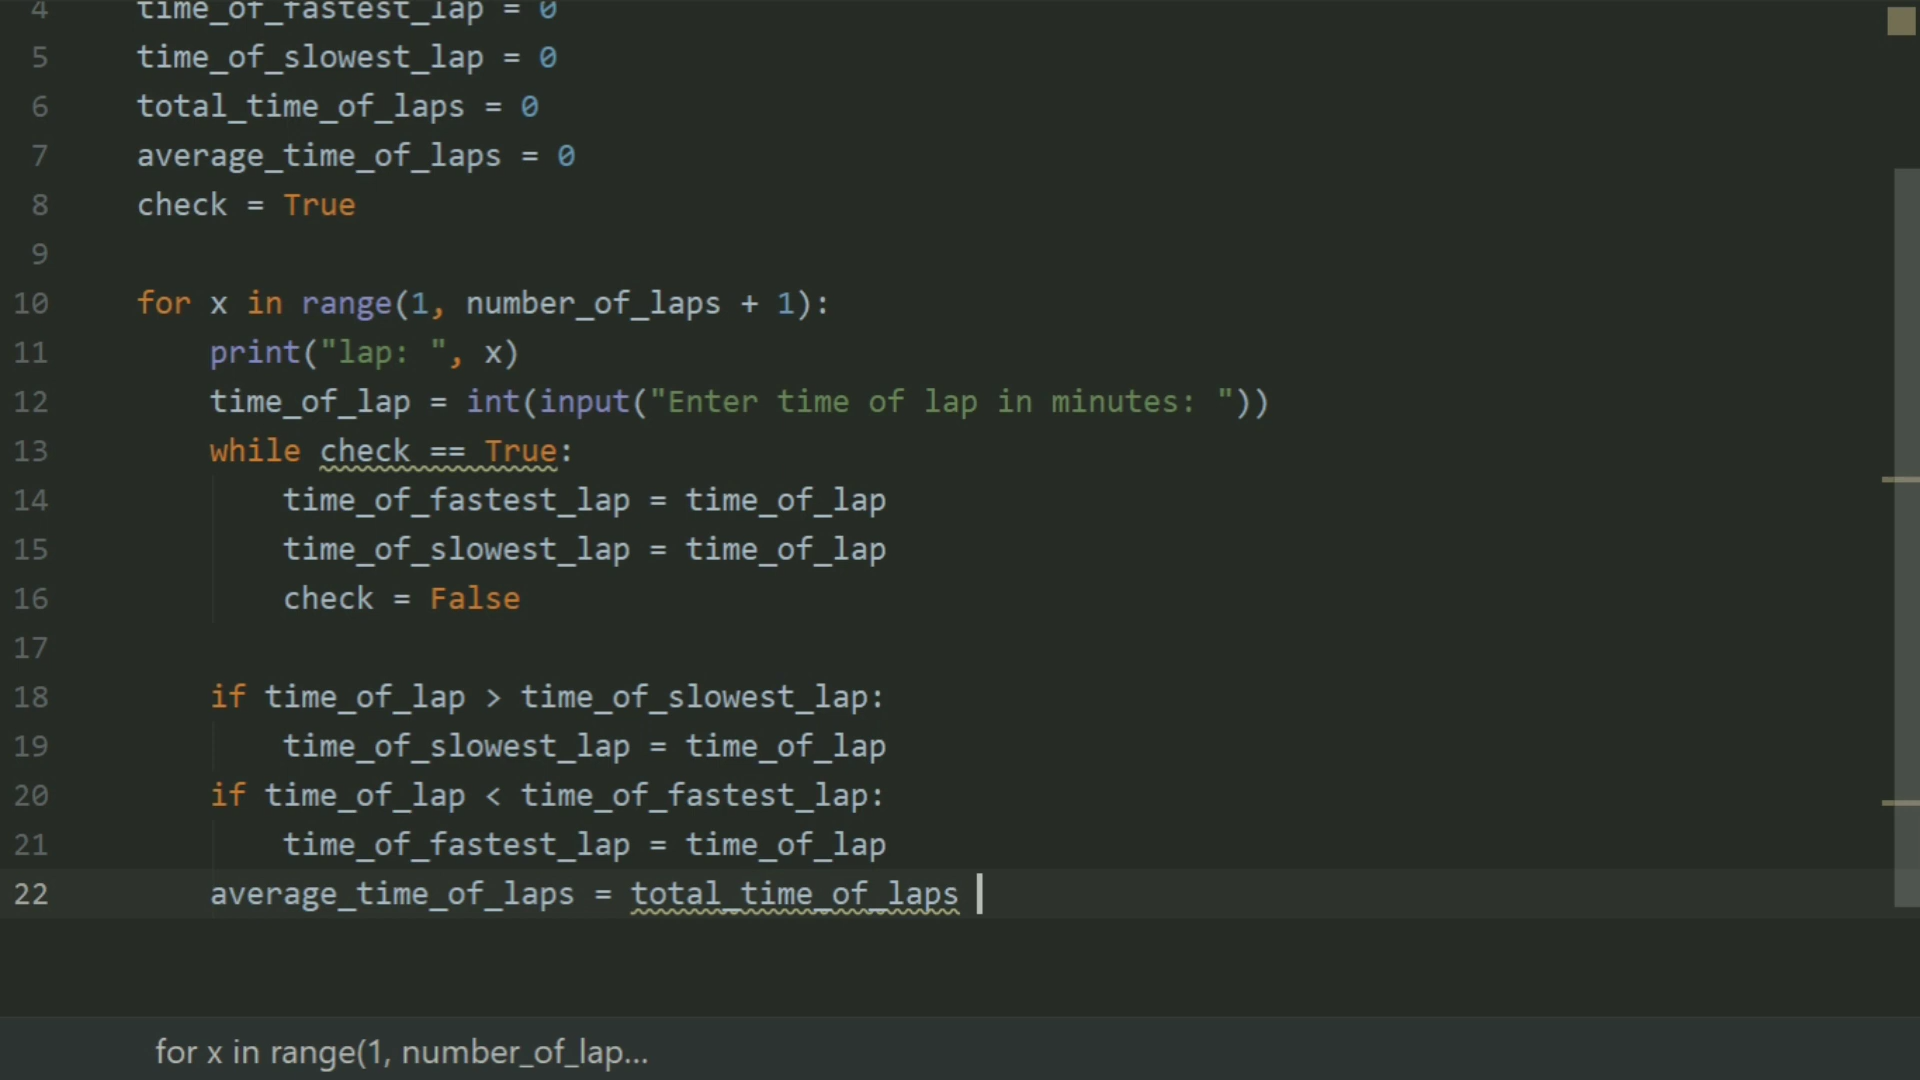 4 time_of_fastest_lap = 0
5 time_of_slowest_lap = 0
6 total_time_of_laps = 0
7 average_time_of_laps = 0
8 check = True
9
10 for x in range(1, number_of_laps + 1):
11 print("lap: ", x)
12 time_of_lap = int(input("Enter time of lap in minutes: "))
13 while check == True:
14 time_of_fastest_lap = time_of_lap
15 time_of_slowest_lap = time_of_lap
16 check = False
17
18 if time_of_lap > time_of_slowest_lap:
19 time_of_slowest_lap = time_of_lap
20 if time_of_lap < time_of_fastest_lap:
21 time_of_fastest_lap = time_of_lap
22 average_time_of_laps = total_time_of_laps
for x in range(1, number_of_lap...